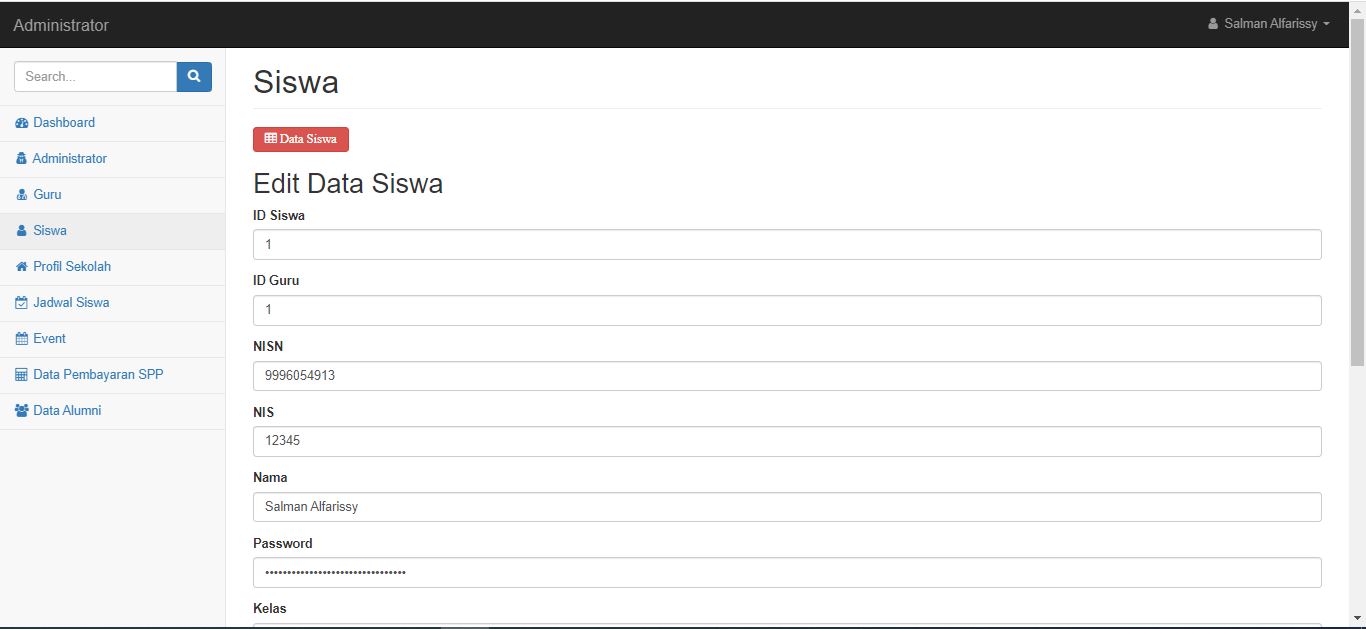 Administrator
Salman Alfarissy
Search...
Dashboard
Administrator
Guru
Siswa
Profil Sekolah
Jadwal Siswa
Event
Data Pembayaran SPP
Data Alumni
Siswa
Data Siswa
Edit Data Siswa
ID Siswa
1
ID Guru
1
NISN
9996054913
NIS
12345
Nama
Salman Alfarissy
Password
••••••••••••••••••••••••••••••••
Kelas